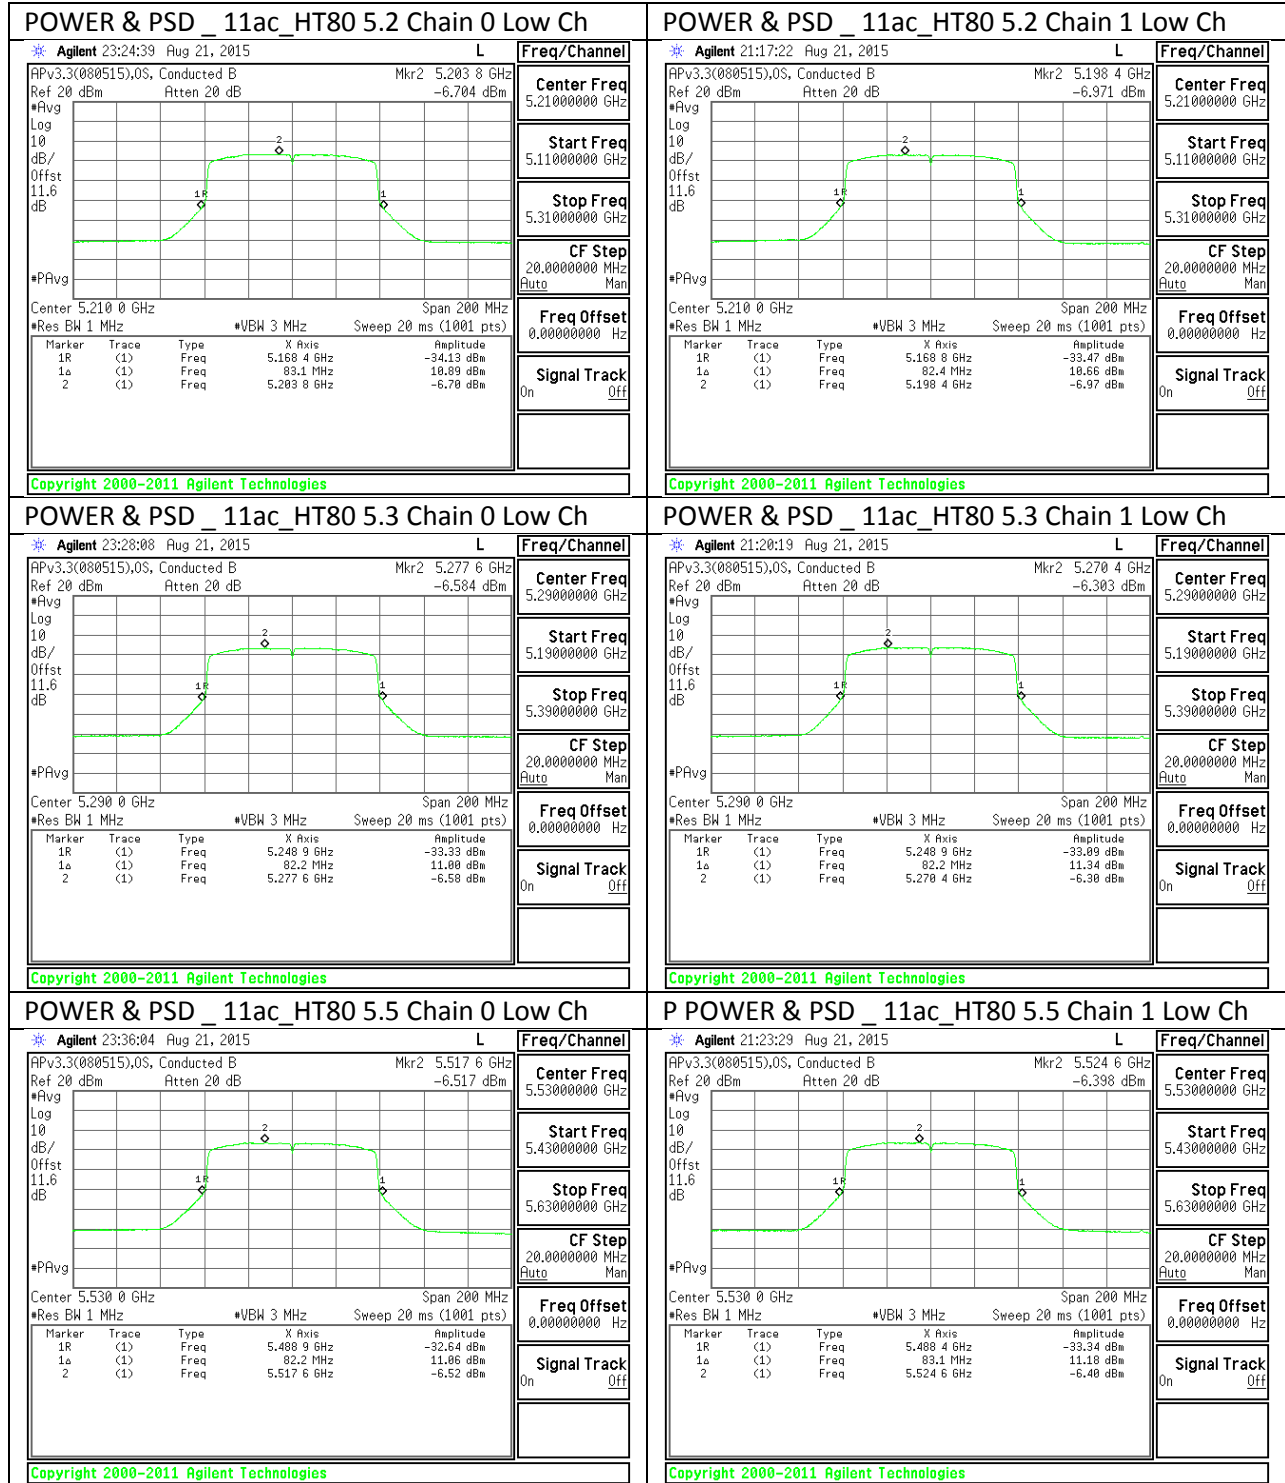 POWER & PSD _ 11ac_HT80 5.2 Chain 0 Low Ch
Agilent 23:24:39 Aug 21, 2015 L
Freq/Channel
APv3.3(080515),OS, Conducted B Mkr2 5.203 8 GHz
Ref 20 dBm Atten 20 dB -6.704 dBm
#Avg
Log
10
dB/
Offst
11.6
dB
#PAvg
2
1R
1
Center 5.210 0 GHz Span 200 MHz
#Res BW 1 MHz #VBW 3 MHz Sweep 20 ms (1001 pts)
Marker Trace Type X Axis Amplitude
1R (1) Freq 5.168 4 GHz -34.13 dBm
1Δ (1) Freq 83.1 MHz 10.89 dBm
2 (1) Freq 5.203 8 GHz -6.70 dBm
Center Freq
5.21000000 GHz
Start Freq
5.11000000 GHz
Stop Freq
5.31000000 GHz
CF Step
20.0000000 MHz
Auto Man
Freq Offset
0.00000000 Hz
Signal Track
On Off
Copyright 2000-2011 Agilent Technologies
POWER & PSD _ 11ac_HT80 5.2 Chain 1 Low Ch
Agilent 21:17:22 Aug 21, 2015 L
Freq/Channel
APv3.3(080515),OS, Conducted B Mkr2 5.198 4 GHz
Ref 20 dBm Atten 20 dB -6.971 dBm
#Avg
Log
10
dB/
Offst
11.6
dB
#PAvg
2
1R
1
Center 5.210 0 GHz Span 200 MHz
#Res BW 1 MHz #VBW 3 MHz Sweep 20 ms (1001 pts)
Marker Trace Type X Axis Amplitude
1R (1) Freq 5.168 8 GHz -33.47 dBm
1Δ (1) Freq 82.4 MHz 10.66 dBm
2 (1) Freq 5.198 4 GHz -6.97 dBm
Center Freq
5.21000000 GHz
Start Freq
5.11000000 GHz
Stop Freq
5.31000000 GHz
CF Step
20.0000000 MHz
Auto Man
Freq Offset
0.00000000 Hz
Signal Track
On Off
Copyright 2000-2011 Agilent Technologies
POWER & PSD _ 11ac_HT80 5.3 Chain 0 Low Ch
Agilent 23:28:08 Aug 21, 2015 L
Freq/Channel
APv3.3(080515),OS, Conducted B Mkr2 5.277 6 GHz
Ref 20 dBm Atten 20 dB -6.584 dBm
#Avg
Log
10
dB/
Offst
11.6
dB
#PAvg
2
1R
1
Center 5.290 0 GHz Span 200 MHz
#Res BW 1 MHz #VBW 3 MHz Sweep 20 ms (1001 pts)
Marker Trace Type X Axis Amplitude
1R (1) Freq 5.248 9 GHz -33.33 dBm
1Δ (1) Freq 82.2 MHz 11.00 dBm
2 (1) Freq 5.277 6 GHz -6.58 dBm
Center Freq
5.29000000 GHz
Start Freq
5.19000000 GHz
Stop Freq
5.39000000 GHz
CF Step
20.0000000 MHz
Auto Man
Freq Offset
0.00000000 Hz
Signal Track
On Off
Copyright 2000-2011 Agilent Technologies
POWER & PSD _ 11ac_HT80 5.3 Chain 1 Low Ch
Agilent 21:20:19 Aug 21, 2015 L
Freq/Channel
APv3.3(080515),OS, Conducted B Mkr2 5.270 4 GHz
Ref 20 dBm Atten 20 dB -6.303 dBm
#Avg
Log
10
dB/
Offst
11.6
dB
#PAvg
2
1R
1
Center 5.290 0 GHz Span 200 MHz
#Res BW 1 MHz #VBW 3 MHz Sweep 20 ms (1001 pts)
Marker Trace Type X Axis Amplitude
1R (1) Freq 5.248 9 GHz -33.09 dBm
1Δ (1) Freq 82.2 MHz 11.34 dBm
2 (1) Freq 5.270 4 GHz -6.30 dBm
Center Freq
5.29000000 GHz
Start Freq
5.19000000 GHz
Stop Freq
5.39000000 GHz
CF Step
20.0000000 MHz
Auto Man
Freq Offset
0.00000000 Hz
Signal Track
On Off
Copyright 2000-2011 Agilent Technologies
POWER & PSD _ 11ac_HT80 5.5 Chain 0 Low Ch
Agilent 23:36:04 Aug 21, 2015 L
Freq/Channel
APv3.3(080515),OS, Conducted B Mkr2 5.517 6 GHz
Ref 20 dBm Atten 20 dB -6.517 dBm
#Avg
Log
10
dB/
Offst
11.6
dB
#PAvg
2
1R
1
Center 5.530 0 GHz Span 200 MHz
#Res BW 1 MHz #VBW 3 MHz Sweep 20 ms (1001 pts)
Marker Trace Type X Axis Amplitude
1R (1) Freq 5.488 9 GHz -32.64 dBm
1Δ (1) Freq 82.2 MHz 11.06 dBm
2 (1) Freq 5.517 6 GHz -6.52 dBm
Center Freq
5.53000000 GHz
Start Freq
5.43000000 GHz
Stop Freq
5.63000000 GHz
CF Step
20.0000000 MHz
Auto Man
Freq Offset
0.00000000 Hz
Signal Track
On Off
Copyright 2000-2011 Agilent Technologies
P POWER & PSD _ 11ac_HT80 5.5 Chain 1 Low Ch
Agilent 21:23:29 Aug 21, 2015 L
Freq/Channel
APv3.3(080515),OS, Conducted B Mkr2 5.524 6 GHz
Ref 20 dBm Atten 20 dB -6.398 dBm
#Avg
Log
10
dB/
Offst
11.6
dB
#PAvg
2
1R
1
Center 5.530 0 GHz Span 200 MHz
#Res BW 1 MHz #VBW 3 MHz Sweep 20 ms (1001 pts)
Marker Trace Type X Axis Amplitude
1R (1) Freq 5.488 4 GHz -33.34 dBm
1Δ (1) Freq 83.1 MHz 11.18 dBm
2 (1) Freq 5.524 6 GHz -6.40 dBm
Center Freq
5.53000000 GHz
Start Freq
5.43000000 GHz
Stop Freq
5.63000000 GHz
CF Step
20.0000000 MHz
Auto Man
Freq Offset
0.00000000 Hz
Signal Track
On Off
Copyright 2000-2011 Agilent Technologies